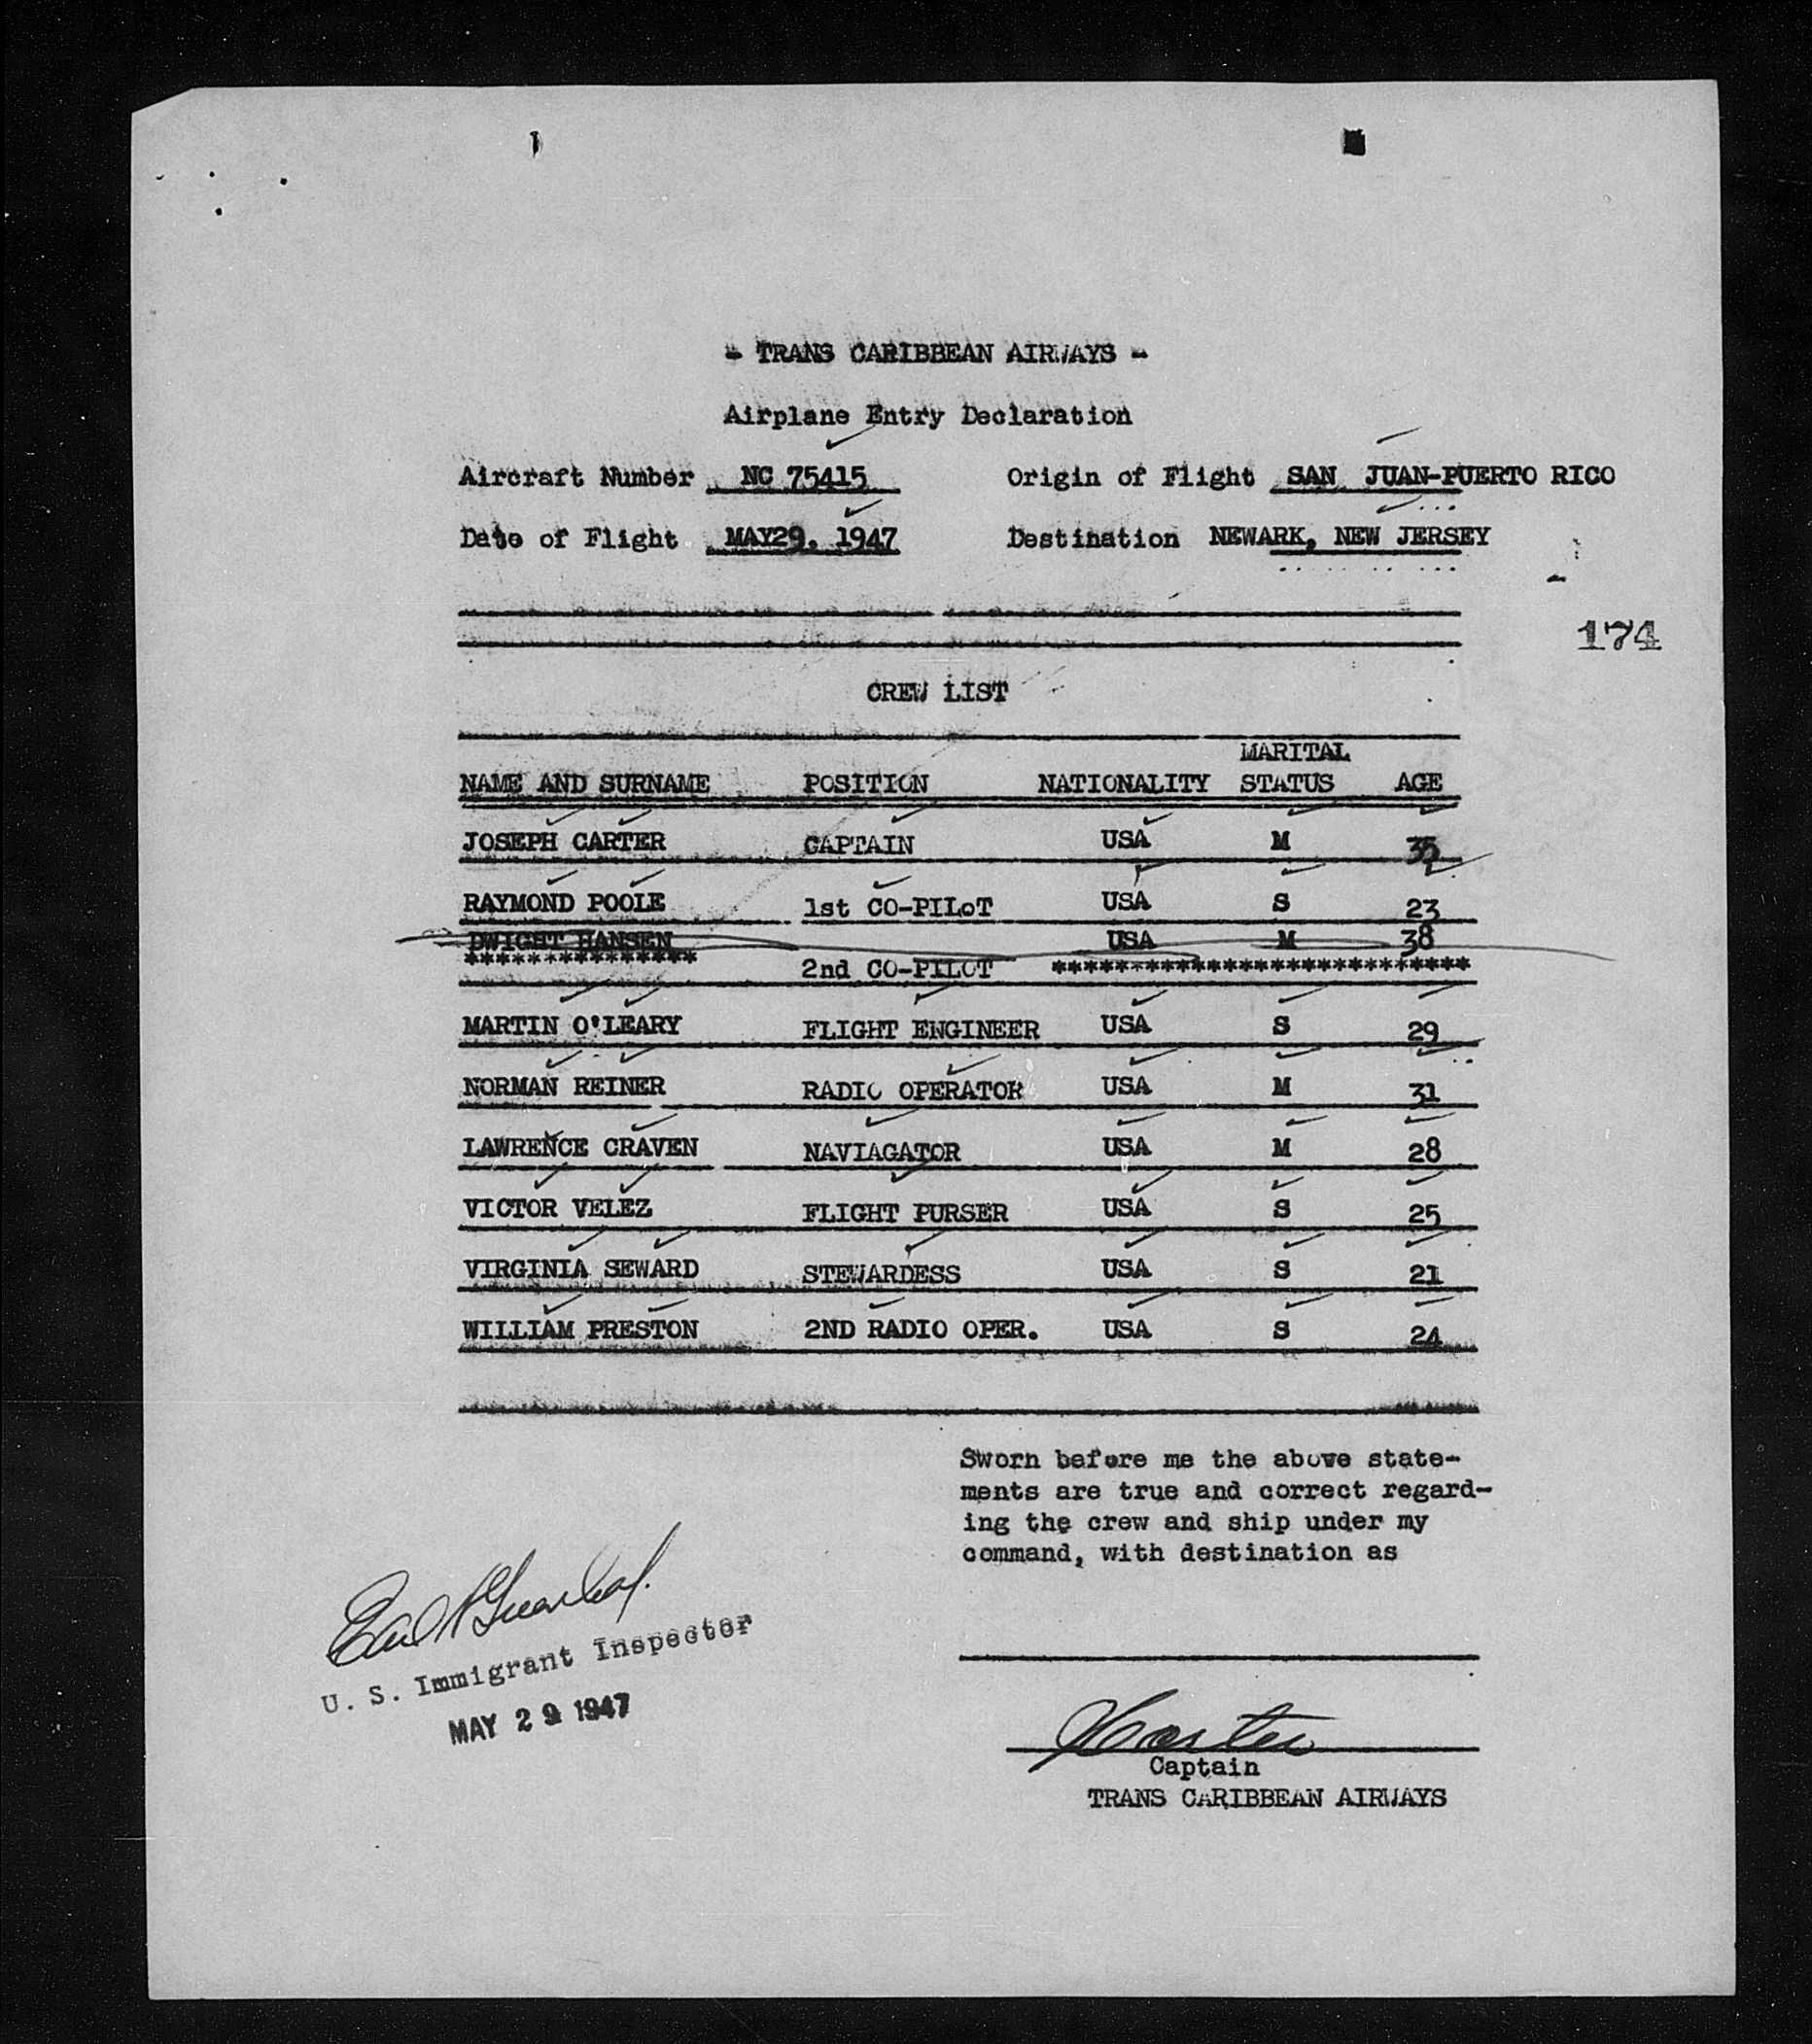 - TRANS CARIBBEAN AIRWAYS -
Airplane Entry Declaration
Aircraft Number NC 75415 Origin of Flight SAN JUAN-PUERTO RICO
Date of Flight MAY29, 1947 Destination NEWARK, NEW JERSEY
174
CREW LIST
MARITAL
NAME AND SURNAME POSITION NATIONALITY STATUS AGE
JOSEPH CARTER CAPTAIN USA M 35
RAYMOND POOLE 1st CO-PILoT USA S 23
DWIGHT HANSEN USA M 38
*************** 2nd CO-PILOT ***************************
MARTIN O'LEARY FLIGHT ENGINEER USA S 29
NORMAN REINER RADIO OPERATOR USA M 31
LAWRENCE CRAVEN NAVIAGATOR USA M 28
VICTOR VELEZ FLIGHT PURSER USA S 25
VIRGINIA SEWARD STEWARDESS USA S 21
WILLIAM PRESTON 2ND RADIO OPER. USA S 24
Sworn before me the above state-
ments are true and correct regard-
ing the crew and ship under my
command, with destination as
U. S. Immigrant Inspector
MAY 29 1947
Carter
Captain
TRANS CARIBBEAN AIRWAYS